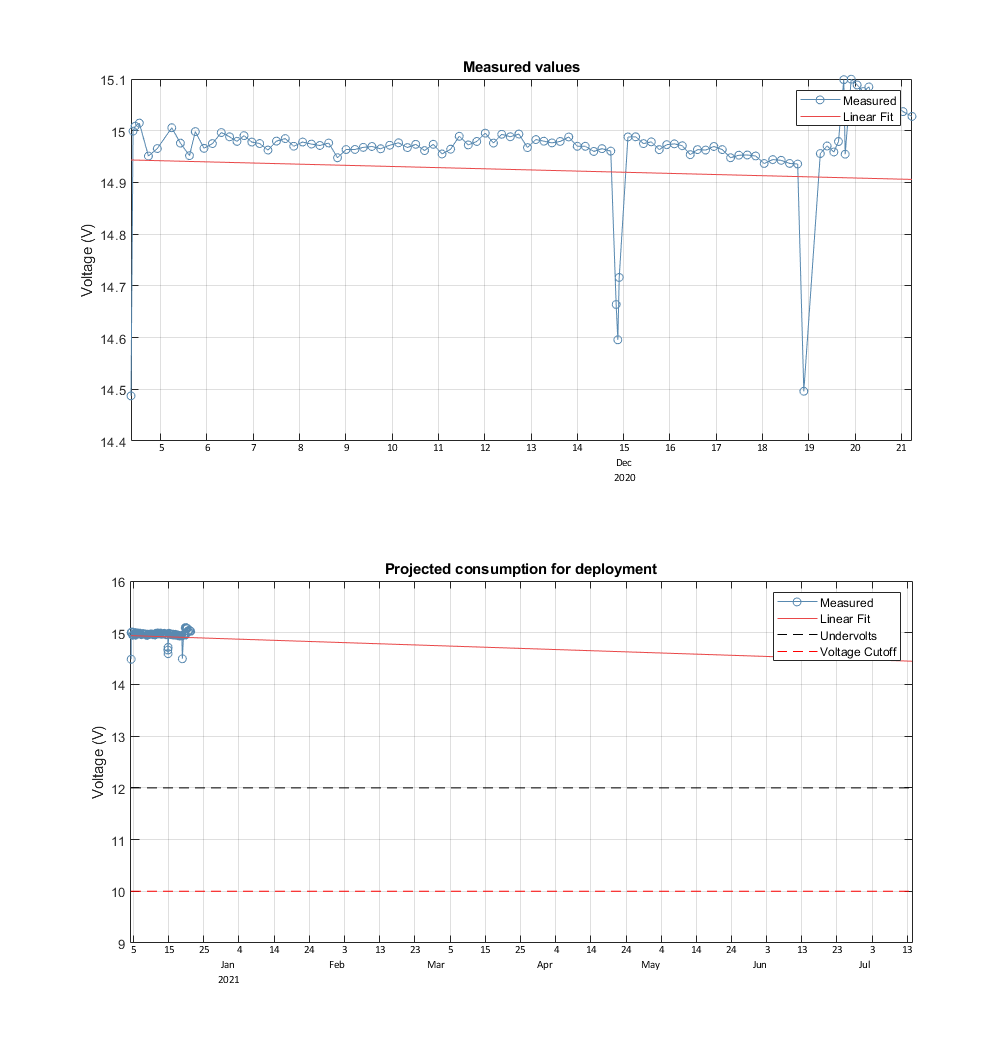 Measured values
15.1
15
14.9
14.8
14.7
14.6
14.5
14.4
Voltage (V)
Measured
Linear Fit
5 6 7 8 9 10 11 12 13 14 15 16 17 18 19 20 21
Dec
2020
Projected consumption for deployment
16
15
14
13
12
11
10
9
Voltage (V)
Measured
Linear Fit
Undervolts
Voltage Cutoff
5 15 25 4 14 24 3 13 23 5 15 25 4 14 24 4 14 24 3 13 23 3 13
Jan Feb Mar Apr May Jun Jul
2021